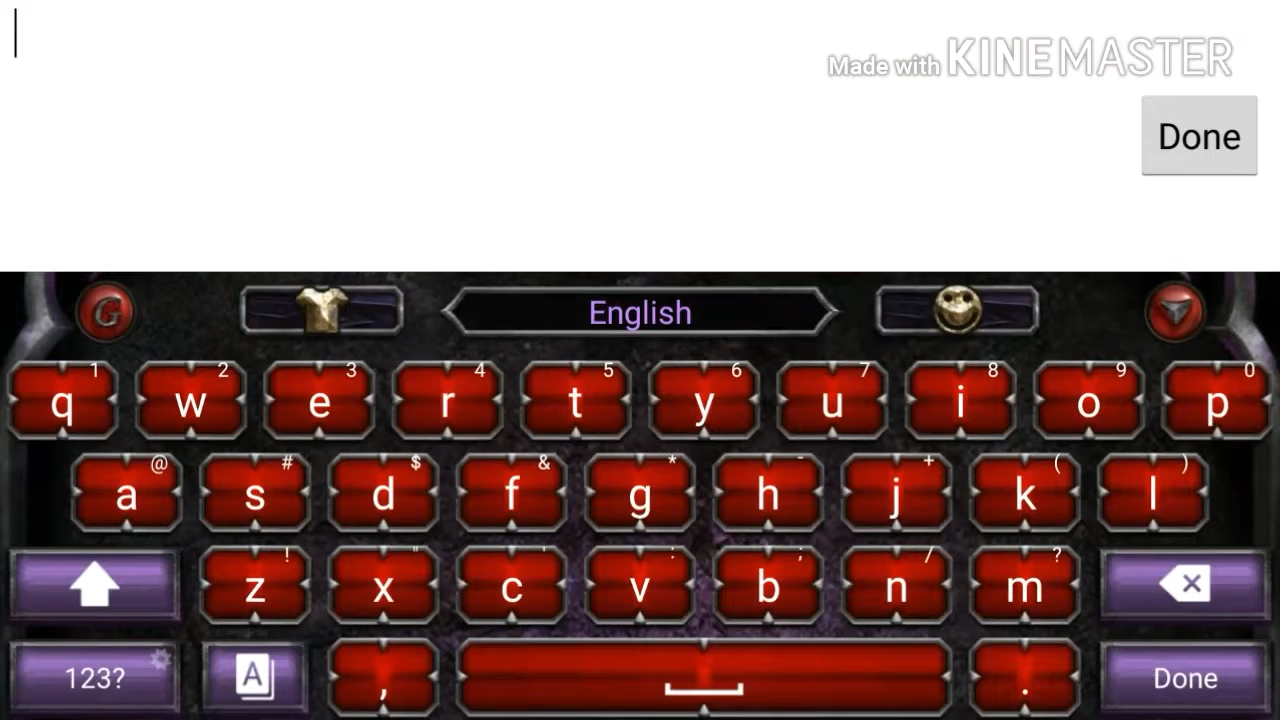 Made with KINEMASTER
Done
G
English
q 1 w 2 e 3 r 4 t 5 y 6 u 7 i 8 o 9 p 0
a @ s # d $ f & g * h - j + k ( l )
z ! x " c ' v : b ; n / m ?
123? A , . Done